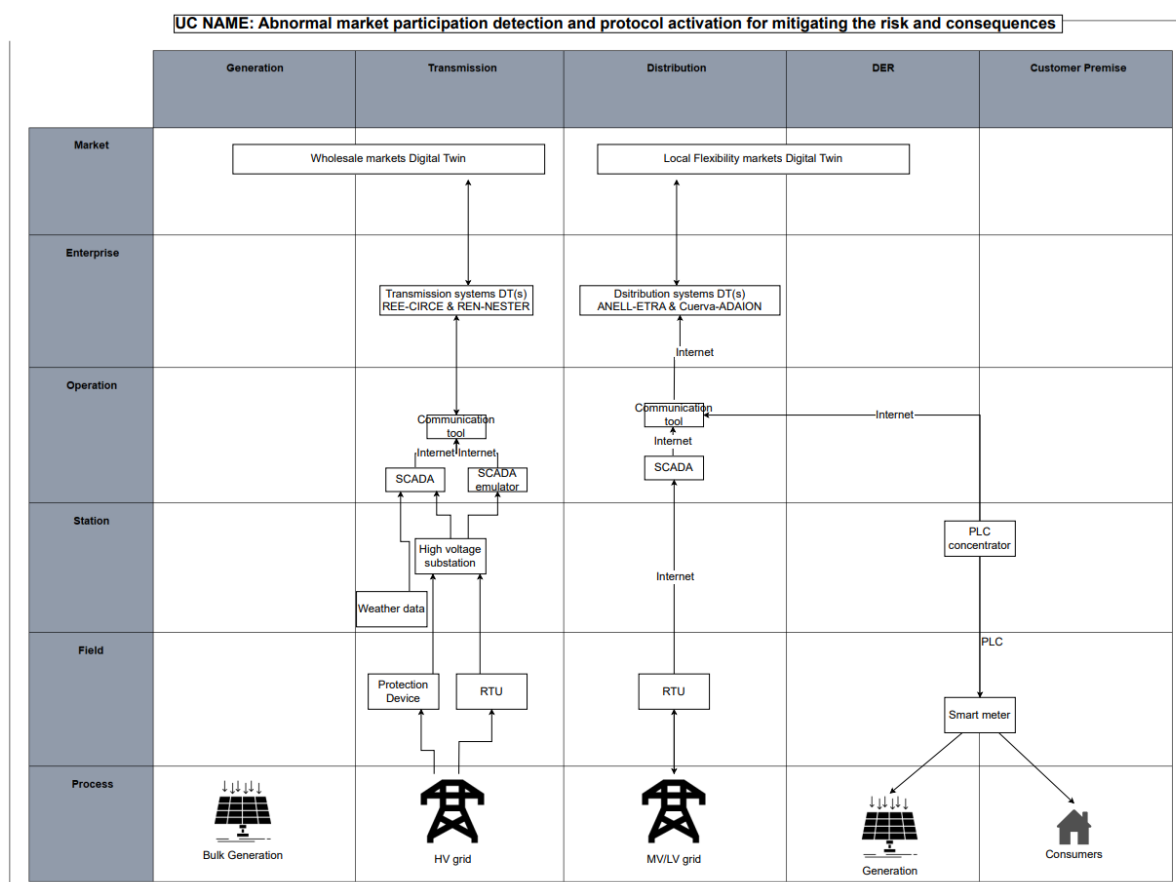 UC NAME: Abnormal market participation detection and protocol activation for mitigating the risk and consequences
Generation
Transmission
Distribution
DER
Customer Premise
Market
Wholesale markets Digital Twin
Local Flexibility markets Digital Twin
Enterprise
Transmission systems DT(s)
REE-CIRCE & REN-NESTER
Dsitribution systems DT(s)
ANELL-ETRA & Cuerva-ADAION
Internet
Operation
Communication
tool
Communication
tool
Internet
Internet
Internet
Internet
SCADA
SCADA
emulator
SCADA
Station
High voltage
substation
PLC
concentrator
Internet
Weather data
Field
PLC
Protection
Device
RTU
RTU
Smart meter
Process
Bulk Generation
HV grid
MV/LV grid
Generation
Consumers